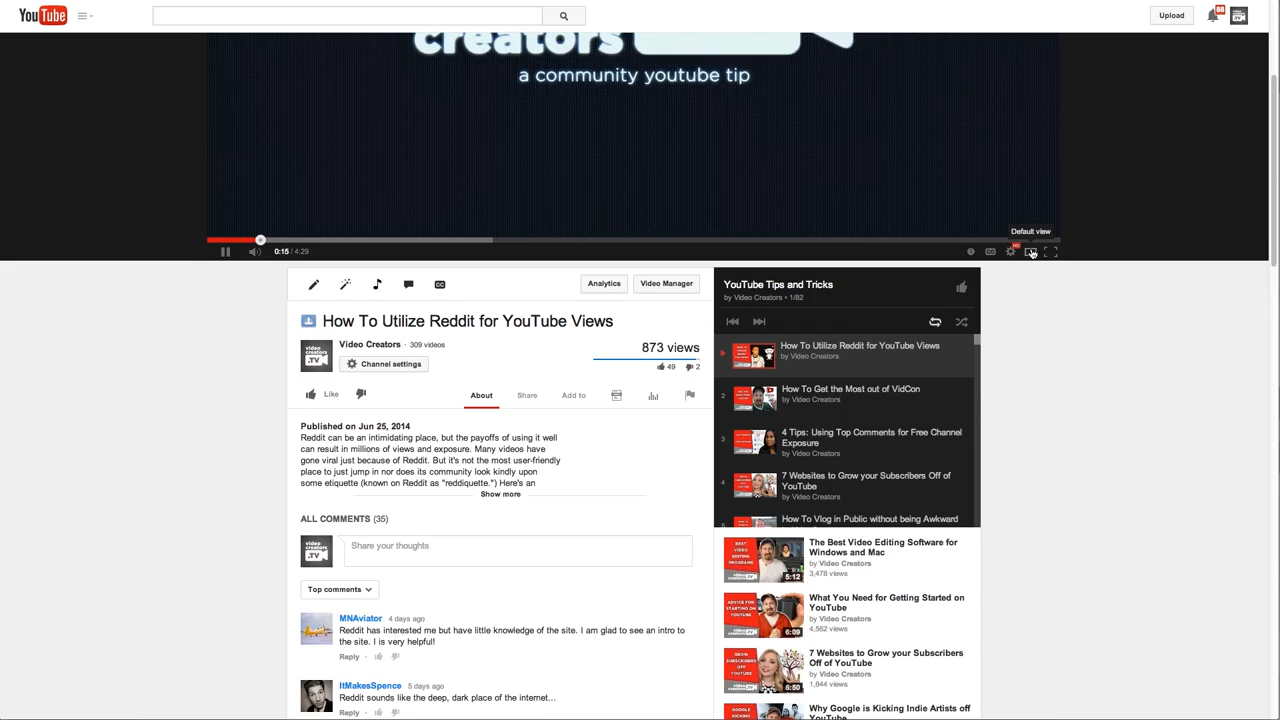 YouTube
Upload
88
creators
a community youtube tip
Default view
0:15 / 4:29
HD
CC
Analytics
Video Manager
How To Utilize Reddit for YouTube Views
Video Creators · 309 videos
Channel settings
873 views
49 2
Like
About
Share
Add to
Published on Jun 25, 2014
Reddit can be an intimidating place, but the payoffs of using it well
can result in millions of views and exposure. Many videos have
gone viral just because of Reddit. But it's not the most user-friendly
place to just jump in nor does its community look kindly upon
some etiquette (known on Reddit as "reddiquette.") Here's an
Show more
ALL COMMENTS (35)
Share your thoughts
Top comments
MNAviator 4 days ago
Reddit has interested me but have little knowledge of the site. I am glad to see an intro to
the site. I is very helpful!
Reply
ItMakesSpence 5 days ago
Reddit sounds like the deep, dark place of the internet...
Reply
YouTube Tips and Tricks
by Video Creators • 1/82
How To Utilize Reddit for YouTube Views
by Video Creators
2
How To Get the Most out of VidCon
by Video Creators
3
4 Tips: Using Top Comments for Free Channel
Exposure
by Video Creators
4
7 Websites to Grow your Subscribers Off of
YouTube
by Video Creators
How To Vlog in Public without being Awkward
The Best Video Editing Software for
Windows and Mac
by Video Creators
3,478 views
5:12
What You Need for Getting Started on
YouTube
by Video Creators
4,562 views
6:09
7 Websites to Grow your Subscribers
Off of YouTube
by Video Creators
1,844 views
5:50
Why Google is Kicking Indie Artists off
YouTube